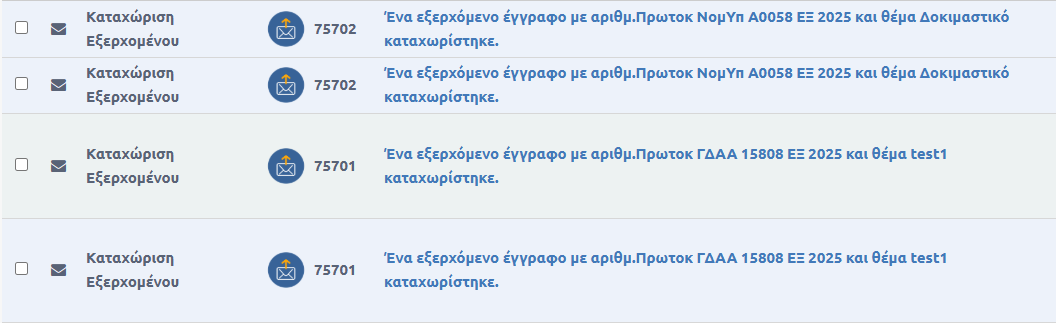 Καταχώριση
Εξερχομένου
75702
Ένα εξερχόμενο έγγραφο με αριθμ.Πρωτοκ ΝομΥπ Α0058 ΕΞ 2025 και θέμα Δοκιμαστικό
καταχωρίστηκε.
Καταχώριση
Εξερχομένου
75702
Ένα εξερχόμενο έγγραφο με αριθμ.Πρωτοκ ΝομΥπ Α0058 ΕΞ 2025 και θέμα Δοκιμαστικό
καταχωρίστηκε.
Καταχώριση
Εξερχομένου
75701
Ένα εξερχόμενο έγγραφο με αριθμ.Πρωτοκ ΓΔΑΑ 15808 ΕΞ 2025 και θέμα test1
καταχωρίστηκε.
Καταχώριση
Εξερχομένου
75701
Ένα εξερχόμενο έγγραφο με αριθμ.Πρωτοκ ΓΔΑΑ 15808 ΕΞ 2025 και θέμα test1
καταχωρίστηκε.